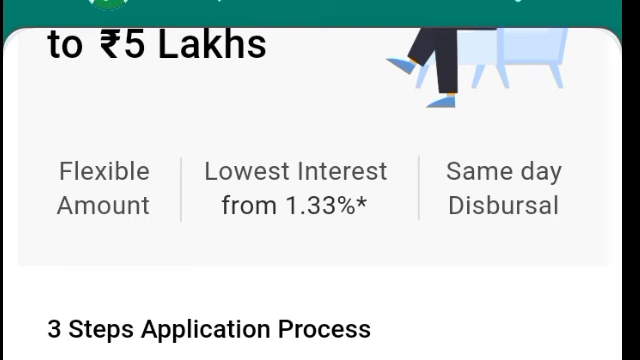 to ₹5 Lakhs
Flexible
Amount
Lowest Interest
from 1.33%*
Same day
Disbursal
3 Steps Application Process